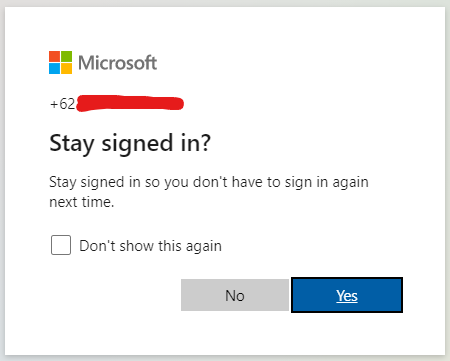 Microsoft
+62
Stay signed in?
Stay signed in so you don't have to sign in again
next time.
Don't show this again
No
Yes